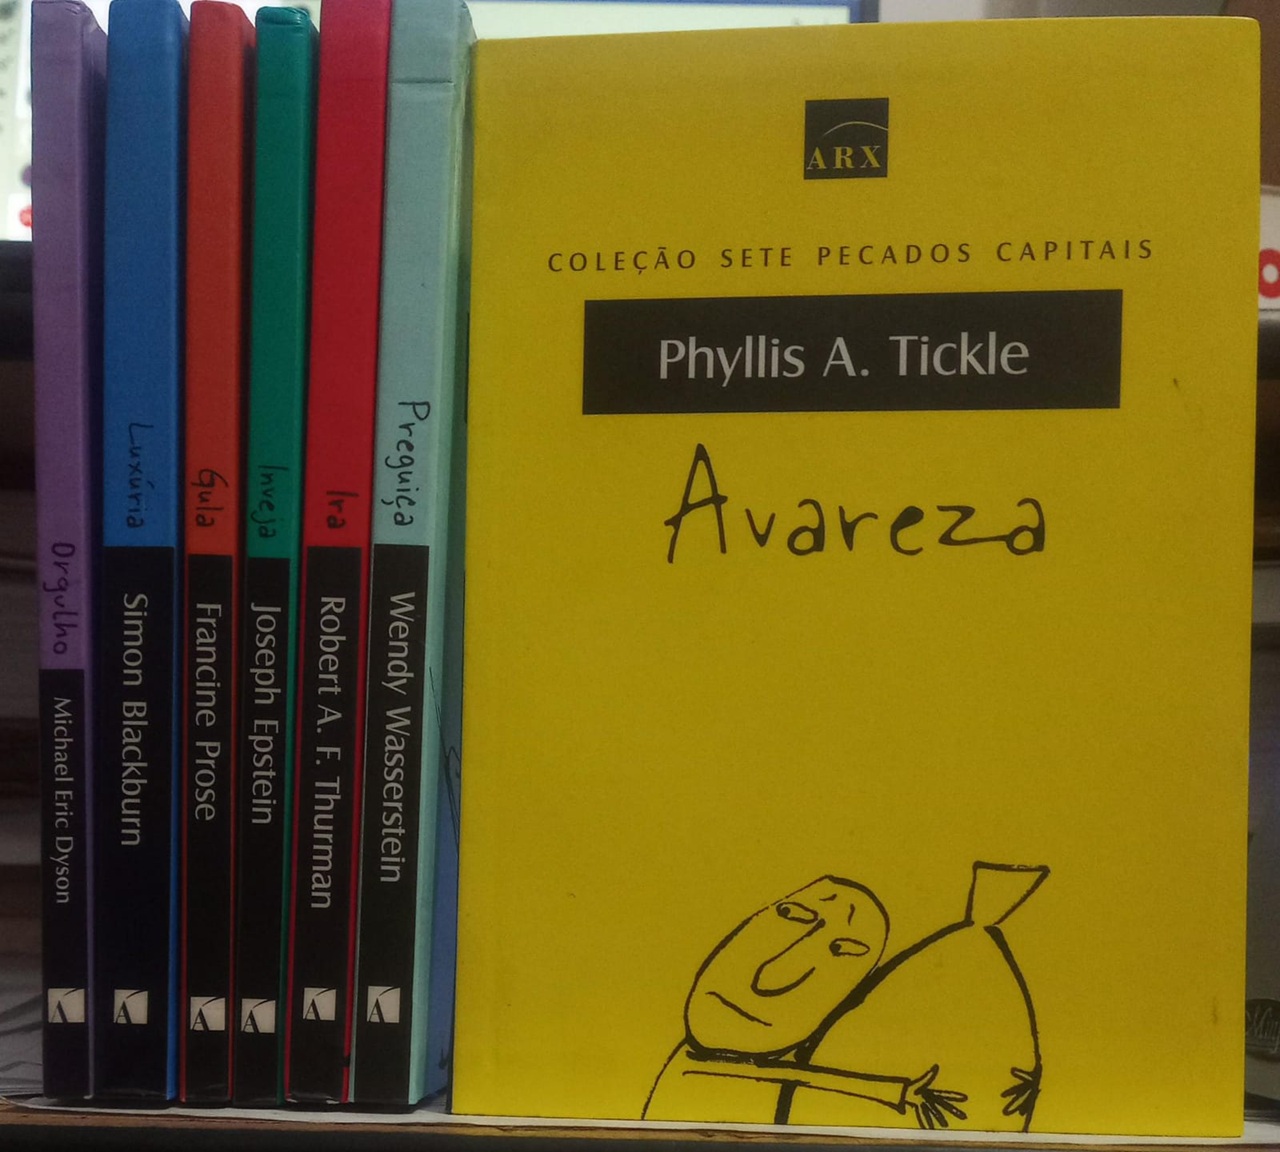 Orgulho
Michael Eric Dyson
A
Luxúria
Simon Blackburn
A
Gula
Francine Prose
A
Inveja
Joseph Epstein
A
Ira
Robert A. F. Thurman
A
Preguiça
Wendy Wasserstein
A
ARX
COLEÇÃO SETE PECADOS CAPITAIS
Phyllis A. Tickle
Avareza